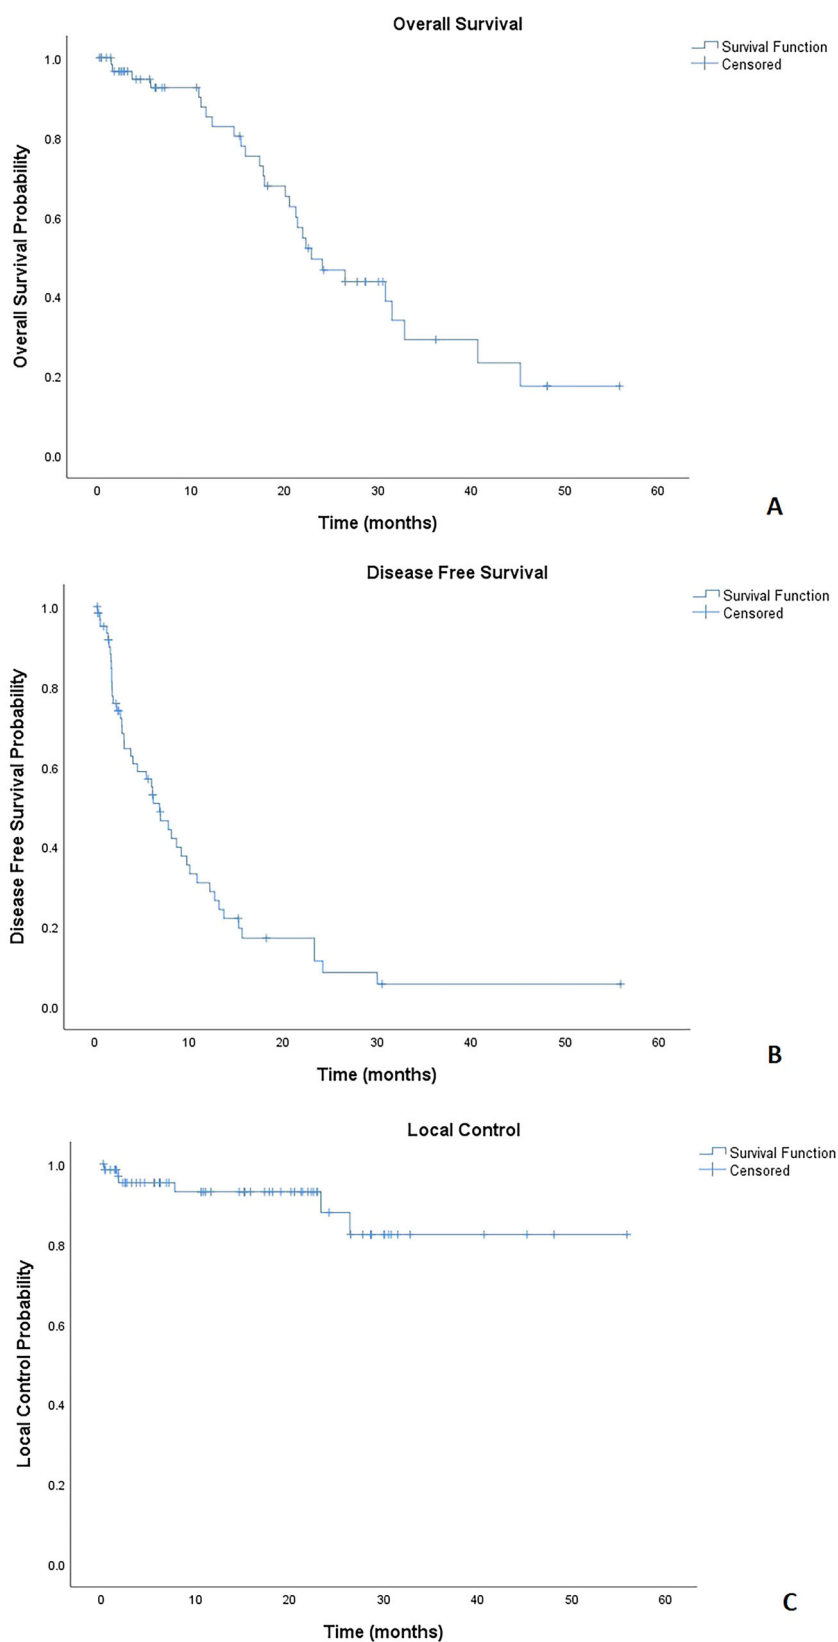 Overall Survival
Survival Function
Censored
Overall Survival Probability
1.0
0.8
0.6
0.4
0.2
0.0
0 10 20 30 40 50 60
Time (months)
A
Disease Free Survival
Survival Function
Censored
Disease Free Survival Probability
1.0
0.8
0.6
0.4
0.2
0.0
0 10 20 30 40 50 60
Time (months)
B
Local Control
Survival Function
Censored
Local Control Probability
1.0
0.8
0.6
0.4
0.2
0.0
0 10 20 30 40 50 60
Time (months)
C